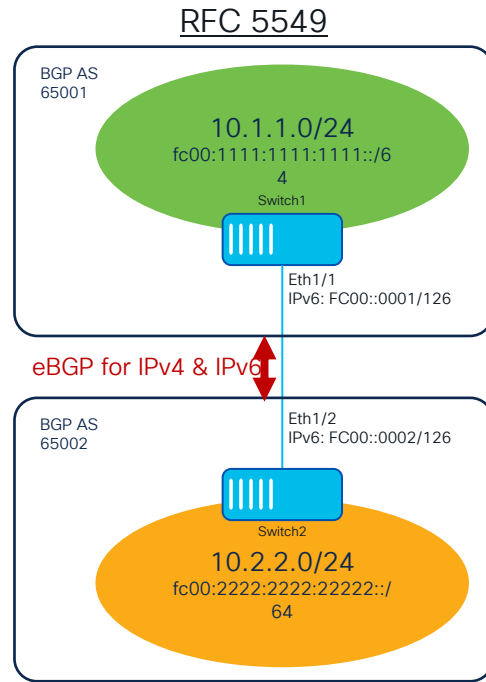 RFC 5549
BGP AS
65001
10.1.1.0/24
fc00:1111:1111:1111::/6
4
Switch1
Eth1/1
IPv6: FC00::0001/126
eBGP for IPv4 & IPv6
BGP AS
65002
Eth1/2
IPv6: FC00::0002/126
Switch2
10.2.2.0/24
fc00:2222:2222:22222::/
64